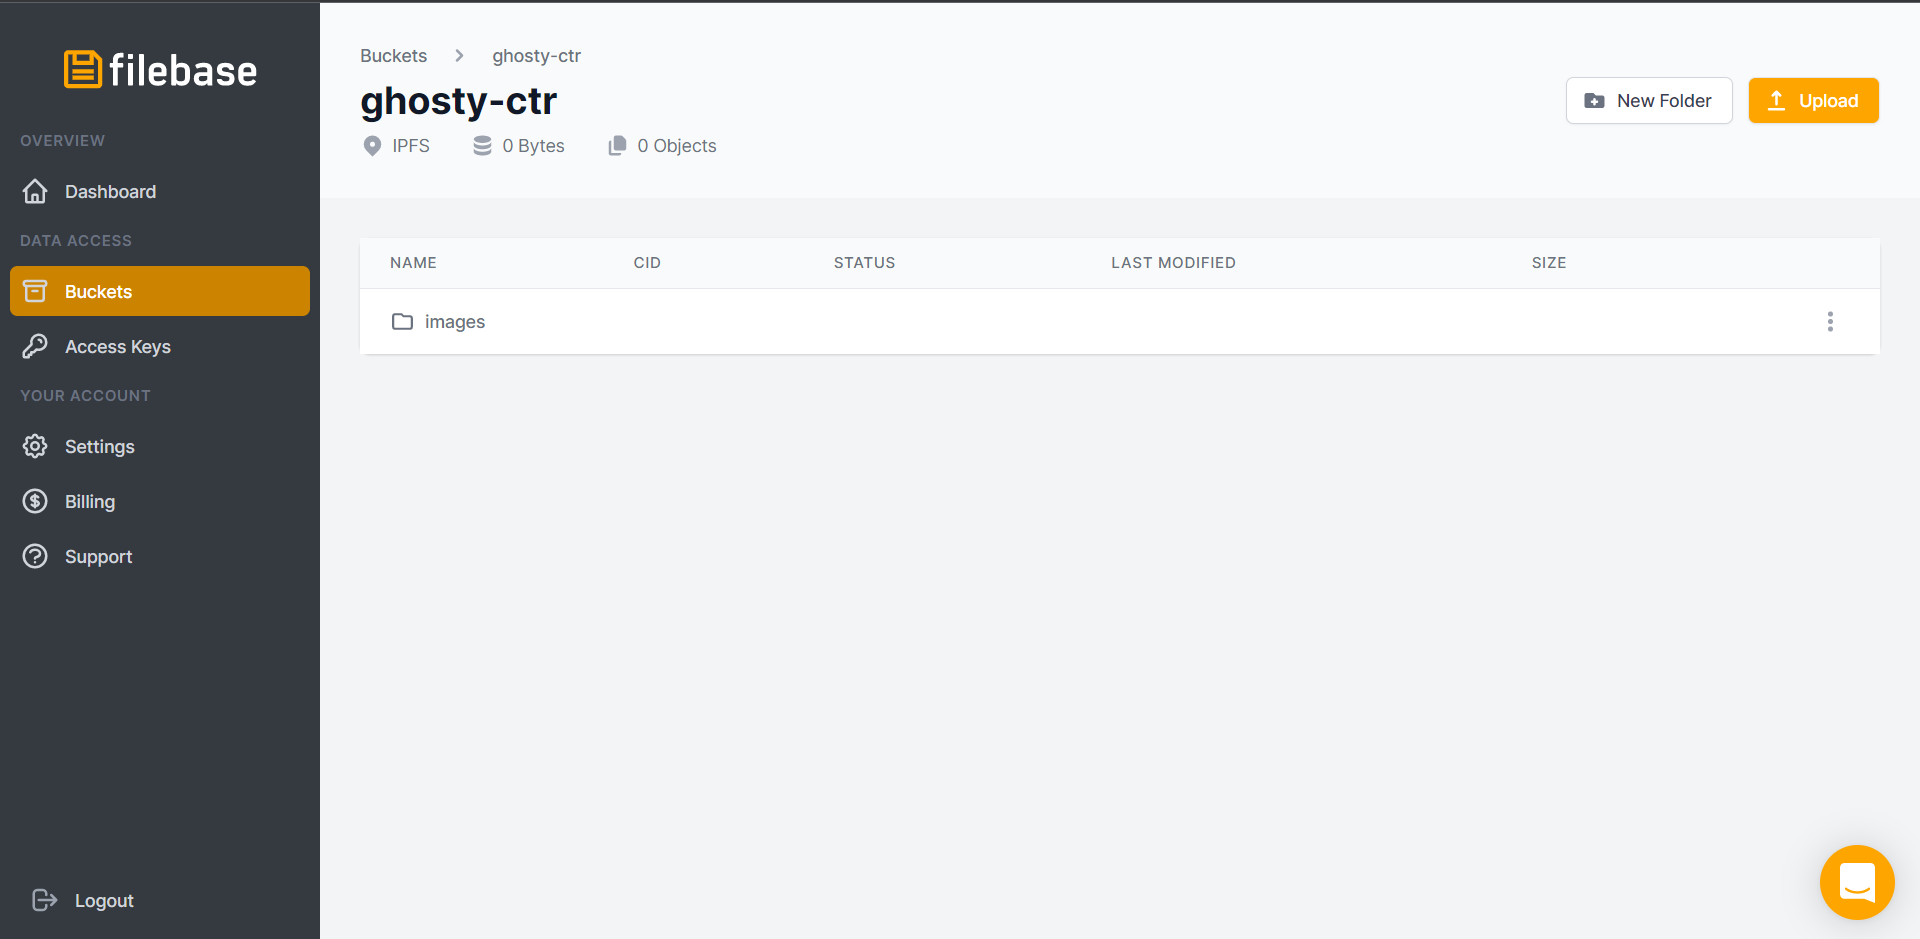 filebase
OVERVIEW
Dashboard
DATA ACCESS
Buckets
Access Keys
YOUR ACCOUNT
Settings
Billing
Support
Logout
Buckets ghosty-ctr
ghosty-ctr
IPFS 0 Bytes 0 Objects
New Folder Upload
NAME CID STATUS LAST MODIFIED SIZE
images